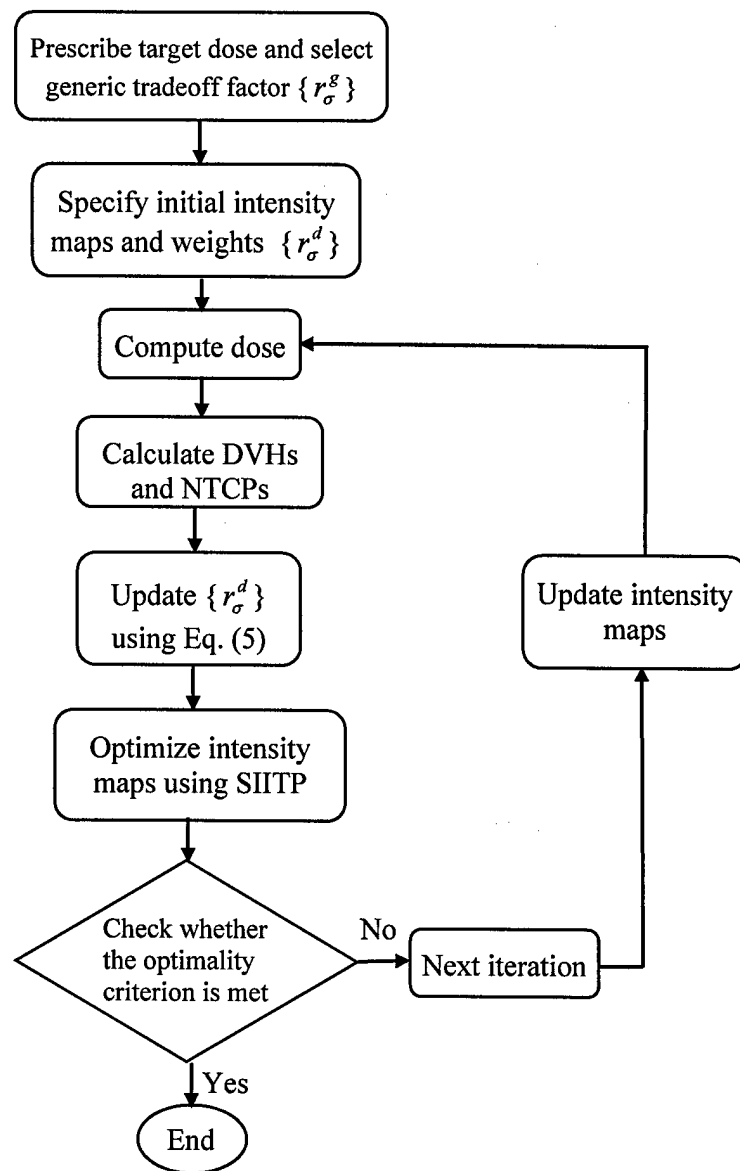 Prescribe target dose and select
generic tradeoff factor { r_σ^g }
Specify initial intensity
maps and weights { r_σ^d }
Compute dose
Calculate DVHs
and NTCPs
Update { r_σ^d }
using Eq. (5)
Update intensity
maps
Optimize intensity
maps using SIITP
Check whether
the optimality
criterion is met
No
Next iteration
Yes
End